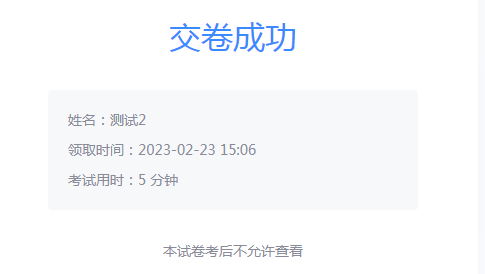 交卷成功
姓名：测试2
领取时间：2023-02-23 15:06
考试用时：5 分钟
本试卷考后不允许查看